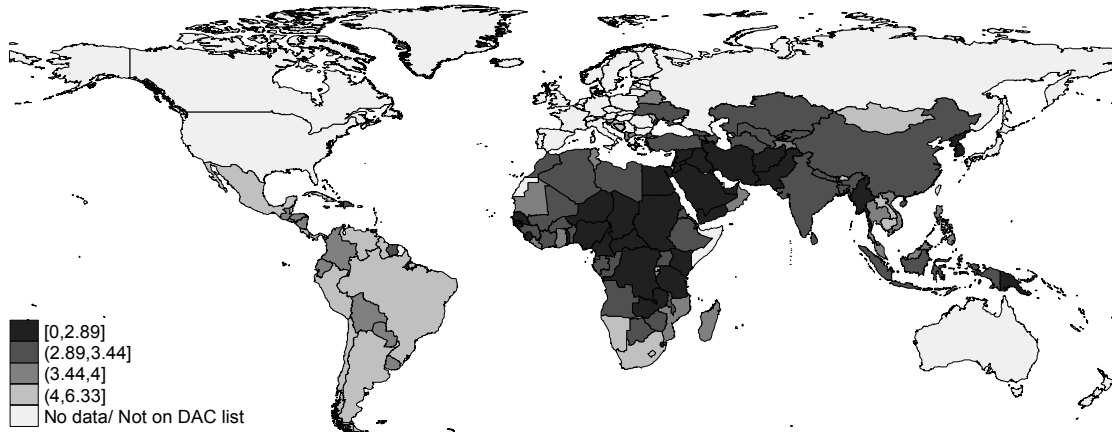 [0,2.89]
(2.89,3.44]
(3.44,4]
(4,6.33]
No data/ Not on DAC list